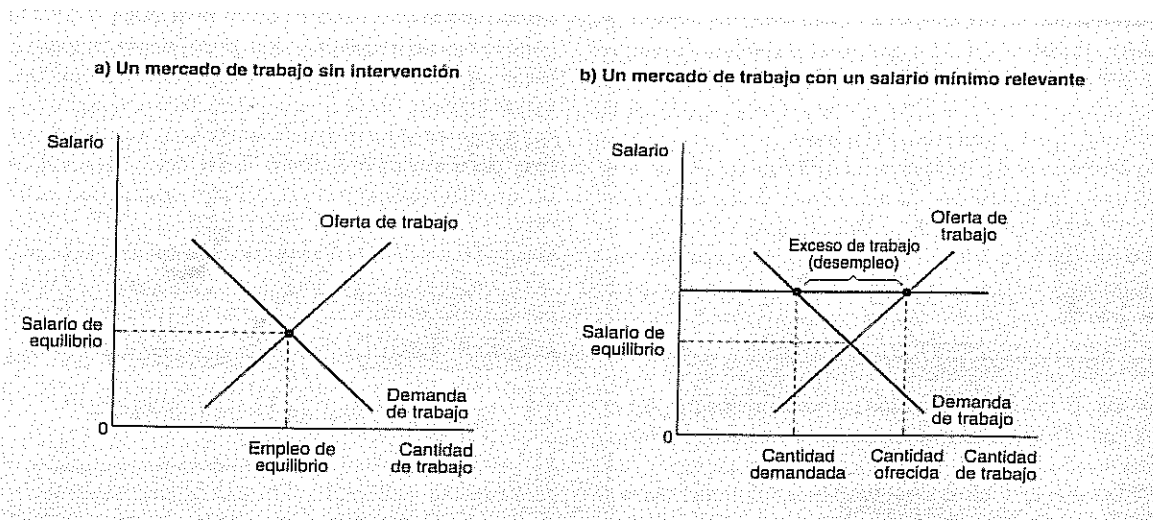 a) Un mercado de trabajo sin intervención
Salario
Oferta de trabajo
Salario de
equilibrio
Demanda
de trabajo
0
Empleo de
equilibrio
Cantidad
de trabajo
b) Un mercado de trabajo con un salario mínimo relevante
Salario
Oferta de
trabajo
Exceso de trabajo
(desempleo)
Salario de
equilibrio
Demanda
de trabajo
0
Cantidad
demandada
Cantidad
ofrecida
Cantidad
de trabajo